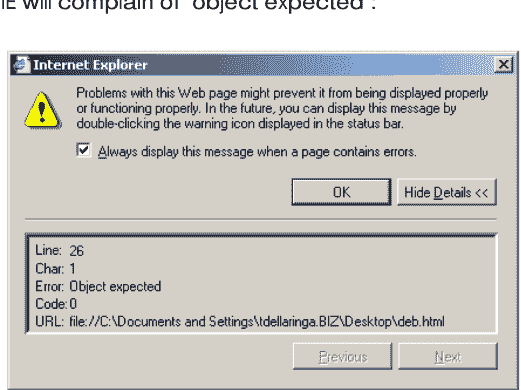 IE will complain of "object expected":
Internet Explorer
Problems with this Web page might prevent it from being displayed properly
or functioning properly. In the future, you can display this message by
double-clicking the warning icon displayed in the status bar.
Always display this message when a page contains errors.
OK
Hide Details <<
Line: 26
Char: 1
Error: Object expected
Code: 0
URL: file://C:\Documents and Settings\tdellaringa.BIZ\Desktop\deb.html
Previous
Next